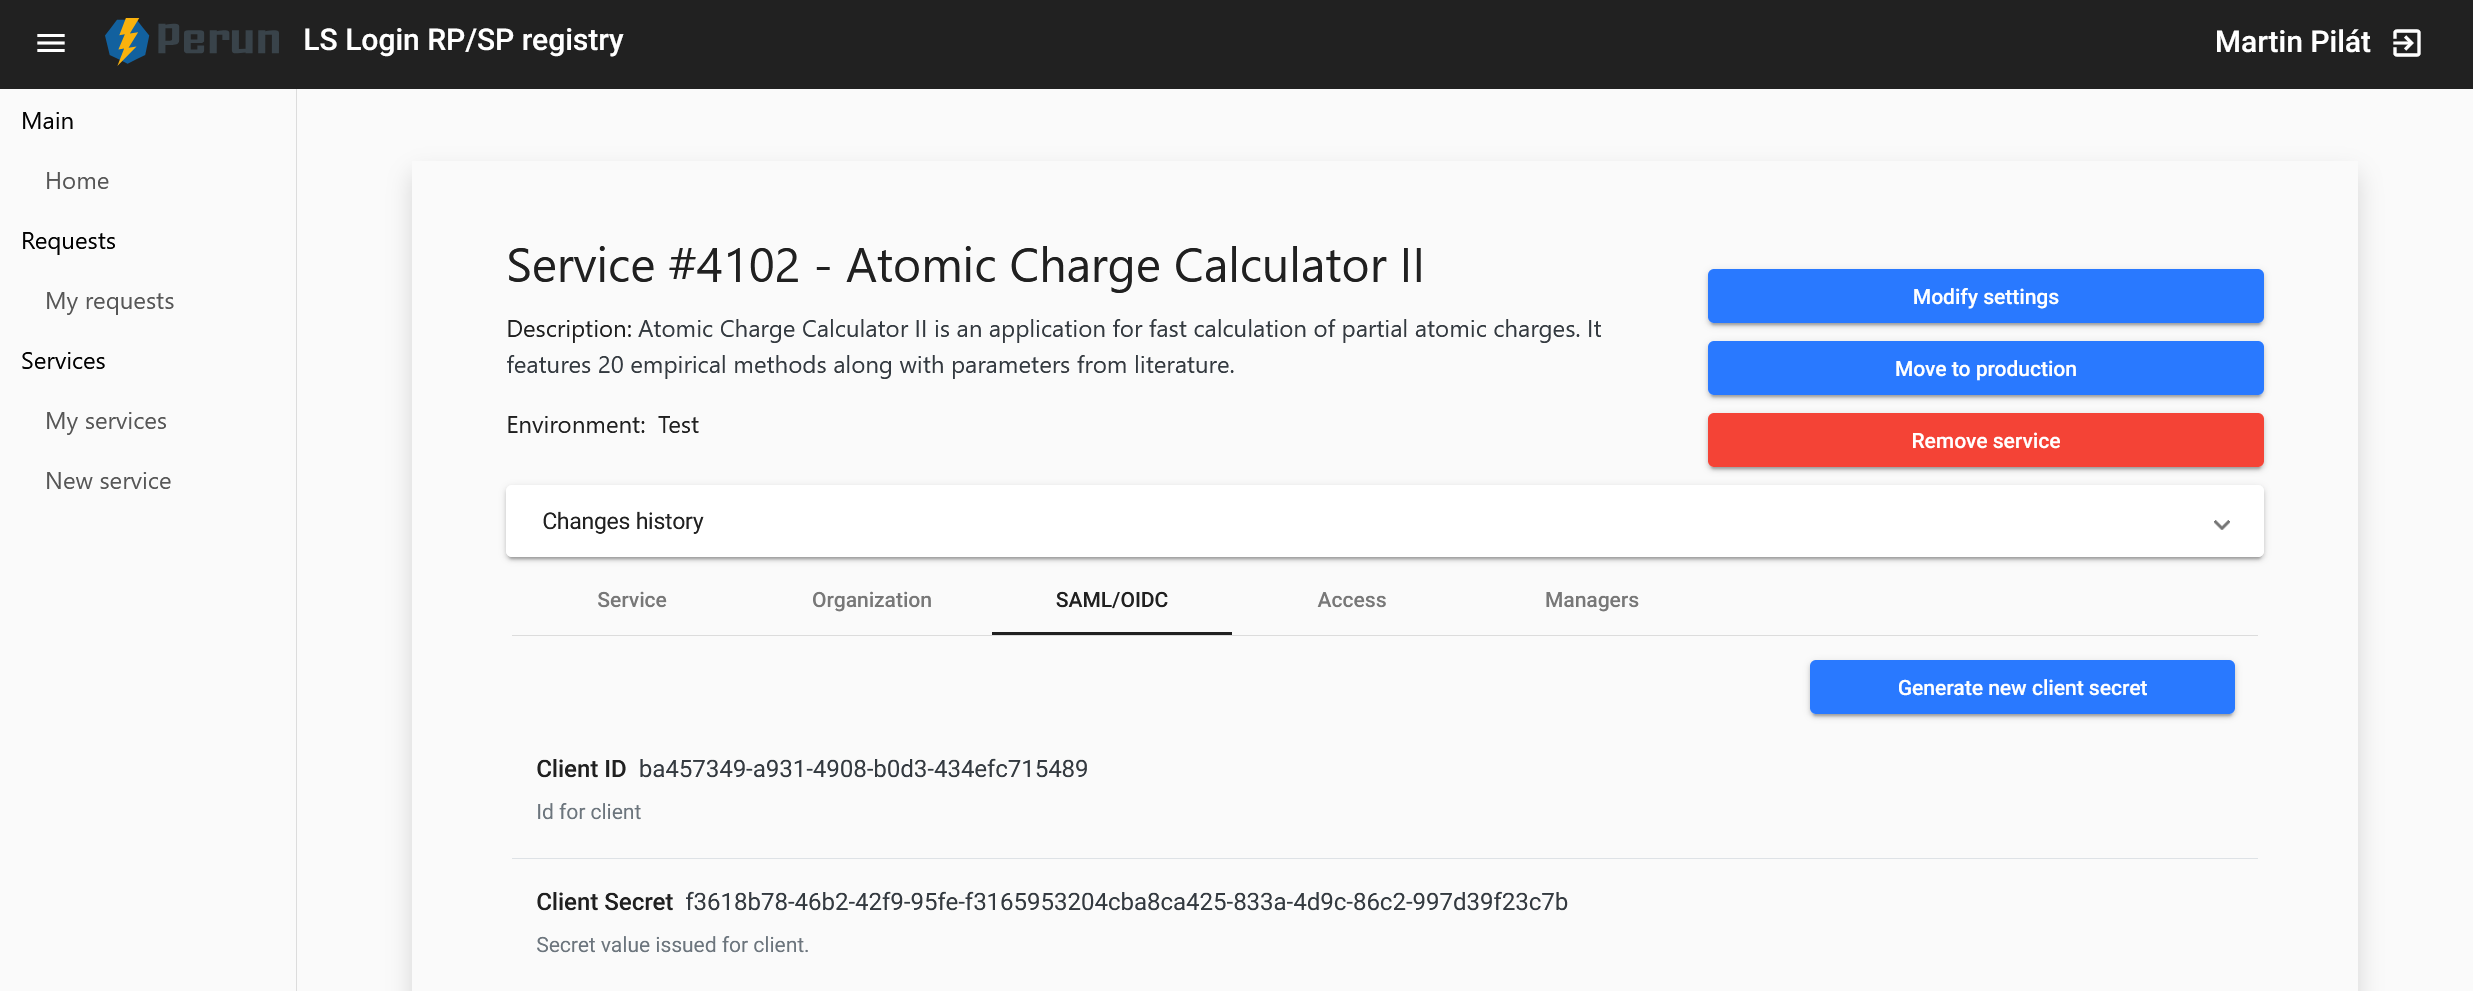 Perun LS Login RP/SP registry
Martin Pilát
Main
Home
Requests
My requests
Services
My services
New service
Service #4102 - Atomic Charge Calculator II
Description: Atomic Charge Calculator II is an application for fast calculation of partial atomic charges. It
features 20 empirical methods along with parameters from literature.
Environment: Test
Modify settings
Move to production
Remove service
Changes history
Service Organization SAML/OIDC Access Managers
Generate new client secret
Client ID ba457349-a931-4908-b0d3-434efc715489
Id for client
Client Secret f3618b78-46b2-42f9-95fe-f3165953204cba8ca425-833a-4d9c-86c2-997d39f23c7b
Secret value issued for client.